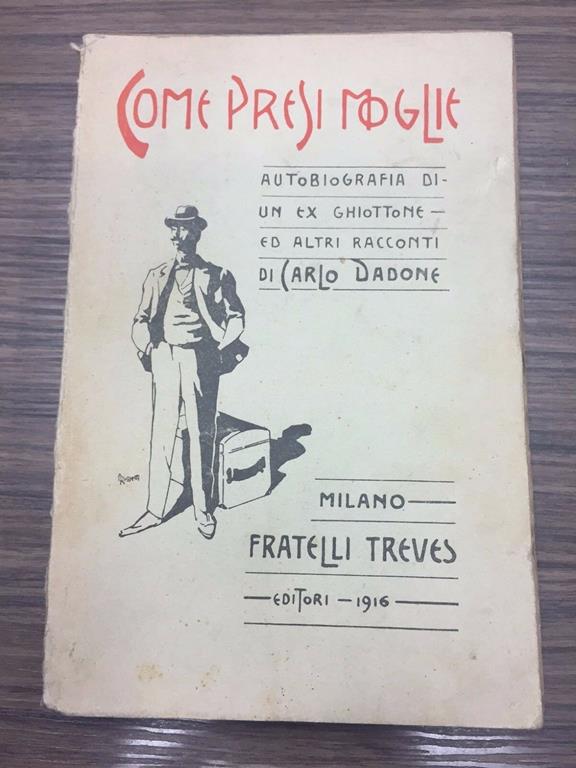 COME PRESI MOGLIE
AUTOBIOGRAFIA DI-
UN EX GHIOTTONE —
ED ALTRI RACCONTI
DI CARLO DADONE
MILANO —
FRATELLI TREVES
— EDITORI — 1916 —